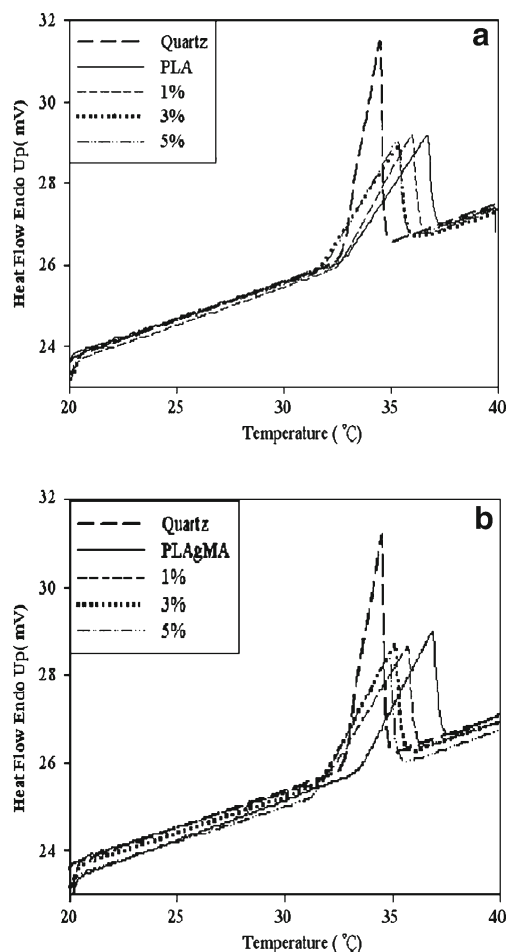 a
32
30
28
26
24
Heat Flow Endo Up( mV)
Quartz
PLA
1%
3%
5%
20 25 30 35 40
Temperature ( °C)
b
32
30
28
26
24
Heat Flow Endo Up( mV)
Quartz
PLAgMA
1%
3%
5%
20 25 30 35 40
Temperature ( °C)